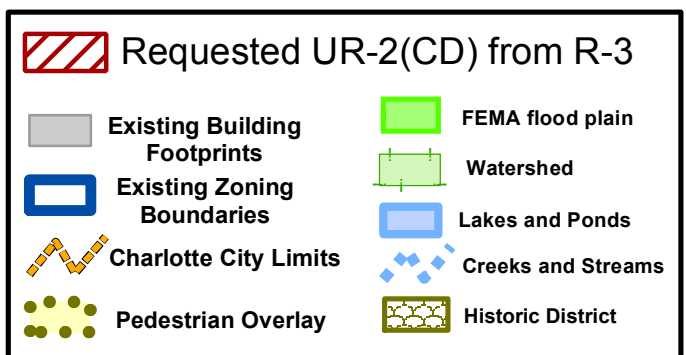 Requested UR-2(CD) from R-3
Existing Building
Footprints
Existing Zoning
Boundaries
Charlotte City Limits
Pedestrian Overlay
FEMA flood plain
Watershed
Lakes and Ponds
Creeks and Streams
Historic District